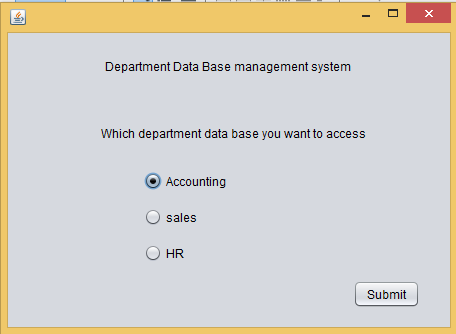 Department Data Base management system
Which department data base you want to access
Accounting
sales
HR
Submit